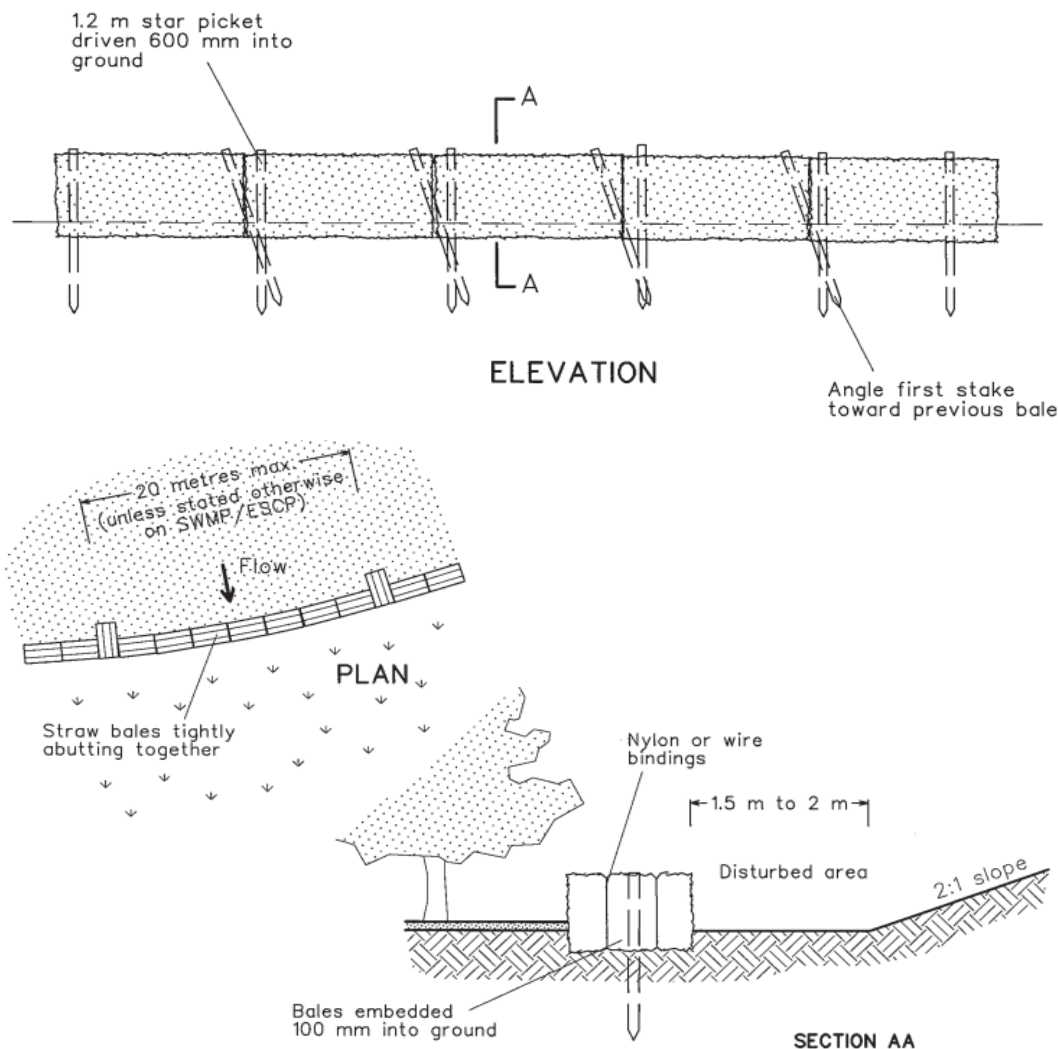 1.2 m star picket
driven 600 mm into
ground
A
A
ELEVATION
Angle first stake
toward previous bale
20 metres max.
(unless stated otherwise
on SWMP/ESCP)
Flow
PLAN
Straw bales tightly
abutting together
Nylon or wire
bindings
1.5 m to 2 m
Disturbed area
2:1 slope
Bales embedded
100 mm into ground
SECTION AA